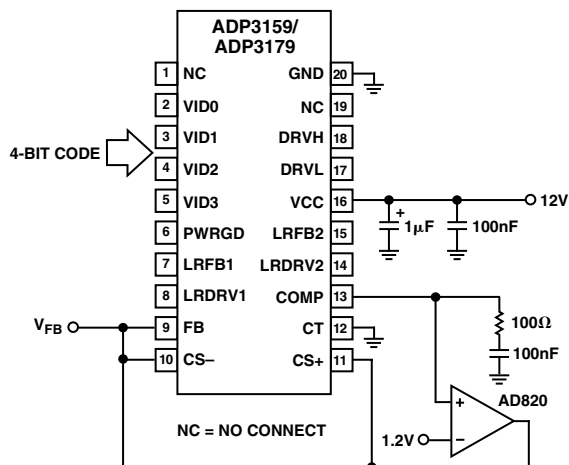 ADP3159/
ADP3179
1 NC GND 20
2 VID0 NC 19
3 VID1 DRVH 18
4-BIT CODE
4 VID2 DRVL 17
5 VID3 VCC 16 12V
+ 1μF 100nF
6 PWRGD LRFB2 15
7 LRFB1 LRDRV2 14
8 LRDRV1 COMP 13
100Ω
VFB 9 FB CT 12
100nF
10 CS– CS+ 11
AD820
+
NC = NO CONNECT
1.2V –